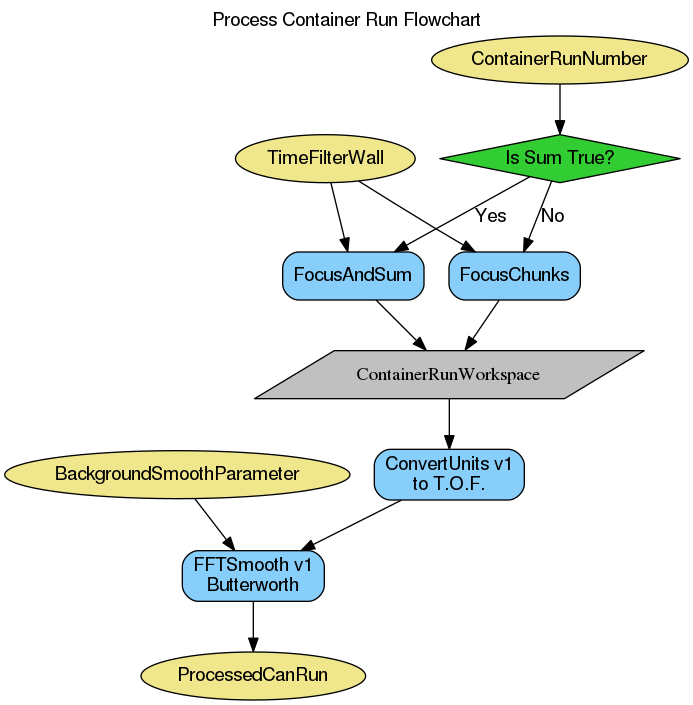 Process Container Run Flowchart
ContainerRunNumber
TimeFilterWall
Is Sum True?
Yes
No
FocusAndSum
FocusChunks
ContainerRunWorkspace
BackgroundSmoothParameter
ConvertUnits v1
to T.O.F.
FFTSmooth v1
Butterworth
ProcessedCanRun